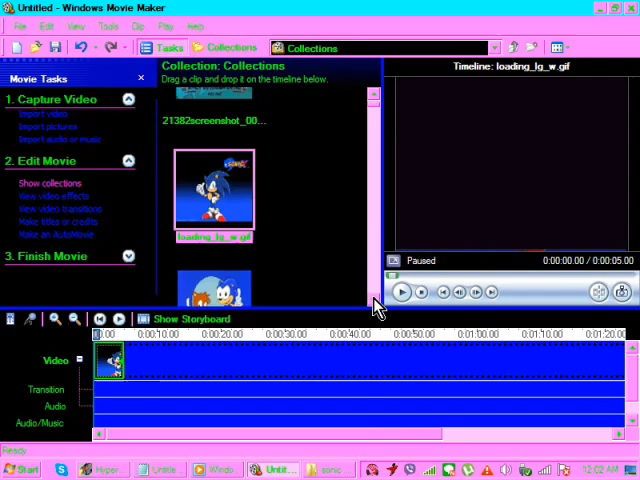 Untitled - Windows Movie Maker
File Edit View Tools Clip Play Help
Tasks Collections Collections
Movie Tasks
1. Capture Video
Import video
Import pictures
Import audio or music
2. Edit Movie
Show collections
View video effects
View video transitions
Make titles or credits
Make an AutoMovie
3. Finish Movie
Collection: Collections
Drag a clip and drop it on the timeline below.
21382screenshot_00...
loading_lg_w.gif
Timeline: loading_lg_w.gif
Paused
0:00:00.00 / 0:00:05.00
Show Storyboard
0:00:10.00 0:00:20.00 0:00:30.00 0:00:40.00 0:00:50.00 0:01:00.00 0:01:10.00 0:01:20.00
Video
Transition
Audio
Audio/Music
Ready
Start Hyper Untitle Windo... Untit... sonic
12:02 AM